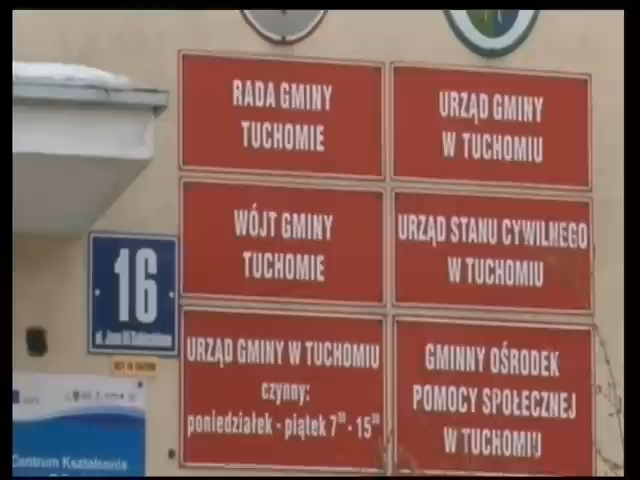 RADA GMINY
TUCHOMIE
URZĄD GMINY
W TUCHOMIU
WÓJT GMINY
TUCHOMIE
URZĄD STANU CYWILNEGO
W TUCHOMIU
16
URZĄD GMINY W TUCHOMIU
czynny:
poniedziałek - piątek 7³⁰ - 15³⁰
GMINNY OŚRODEK
POMOCY SPOŁECZNEJ
W TUCHOMIU
Centrum Kształcenia